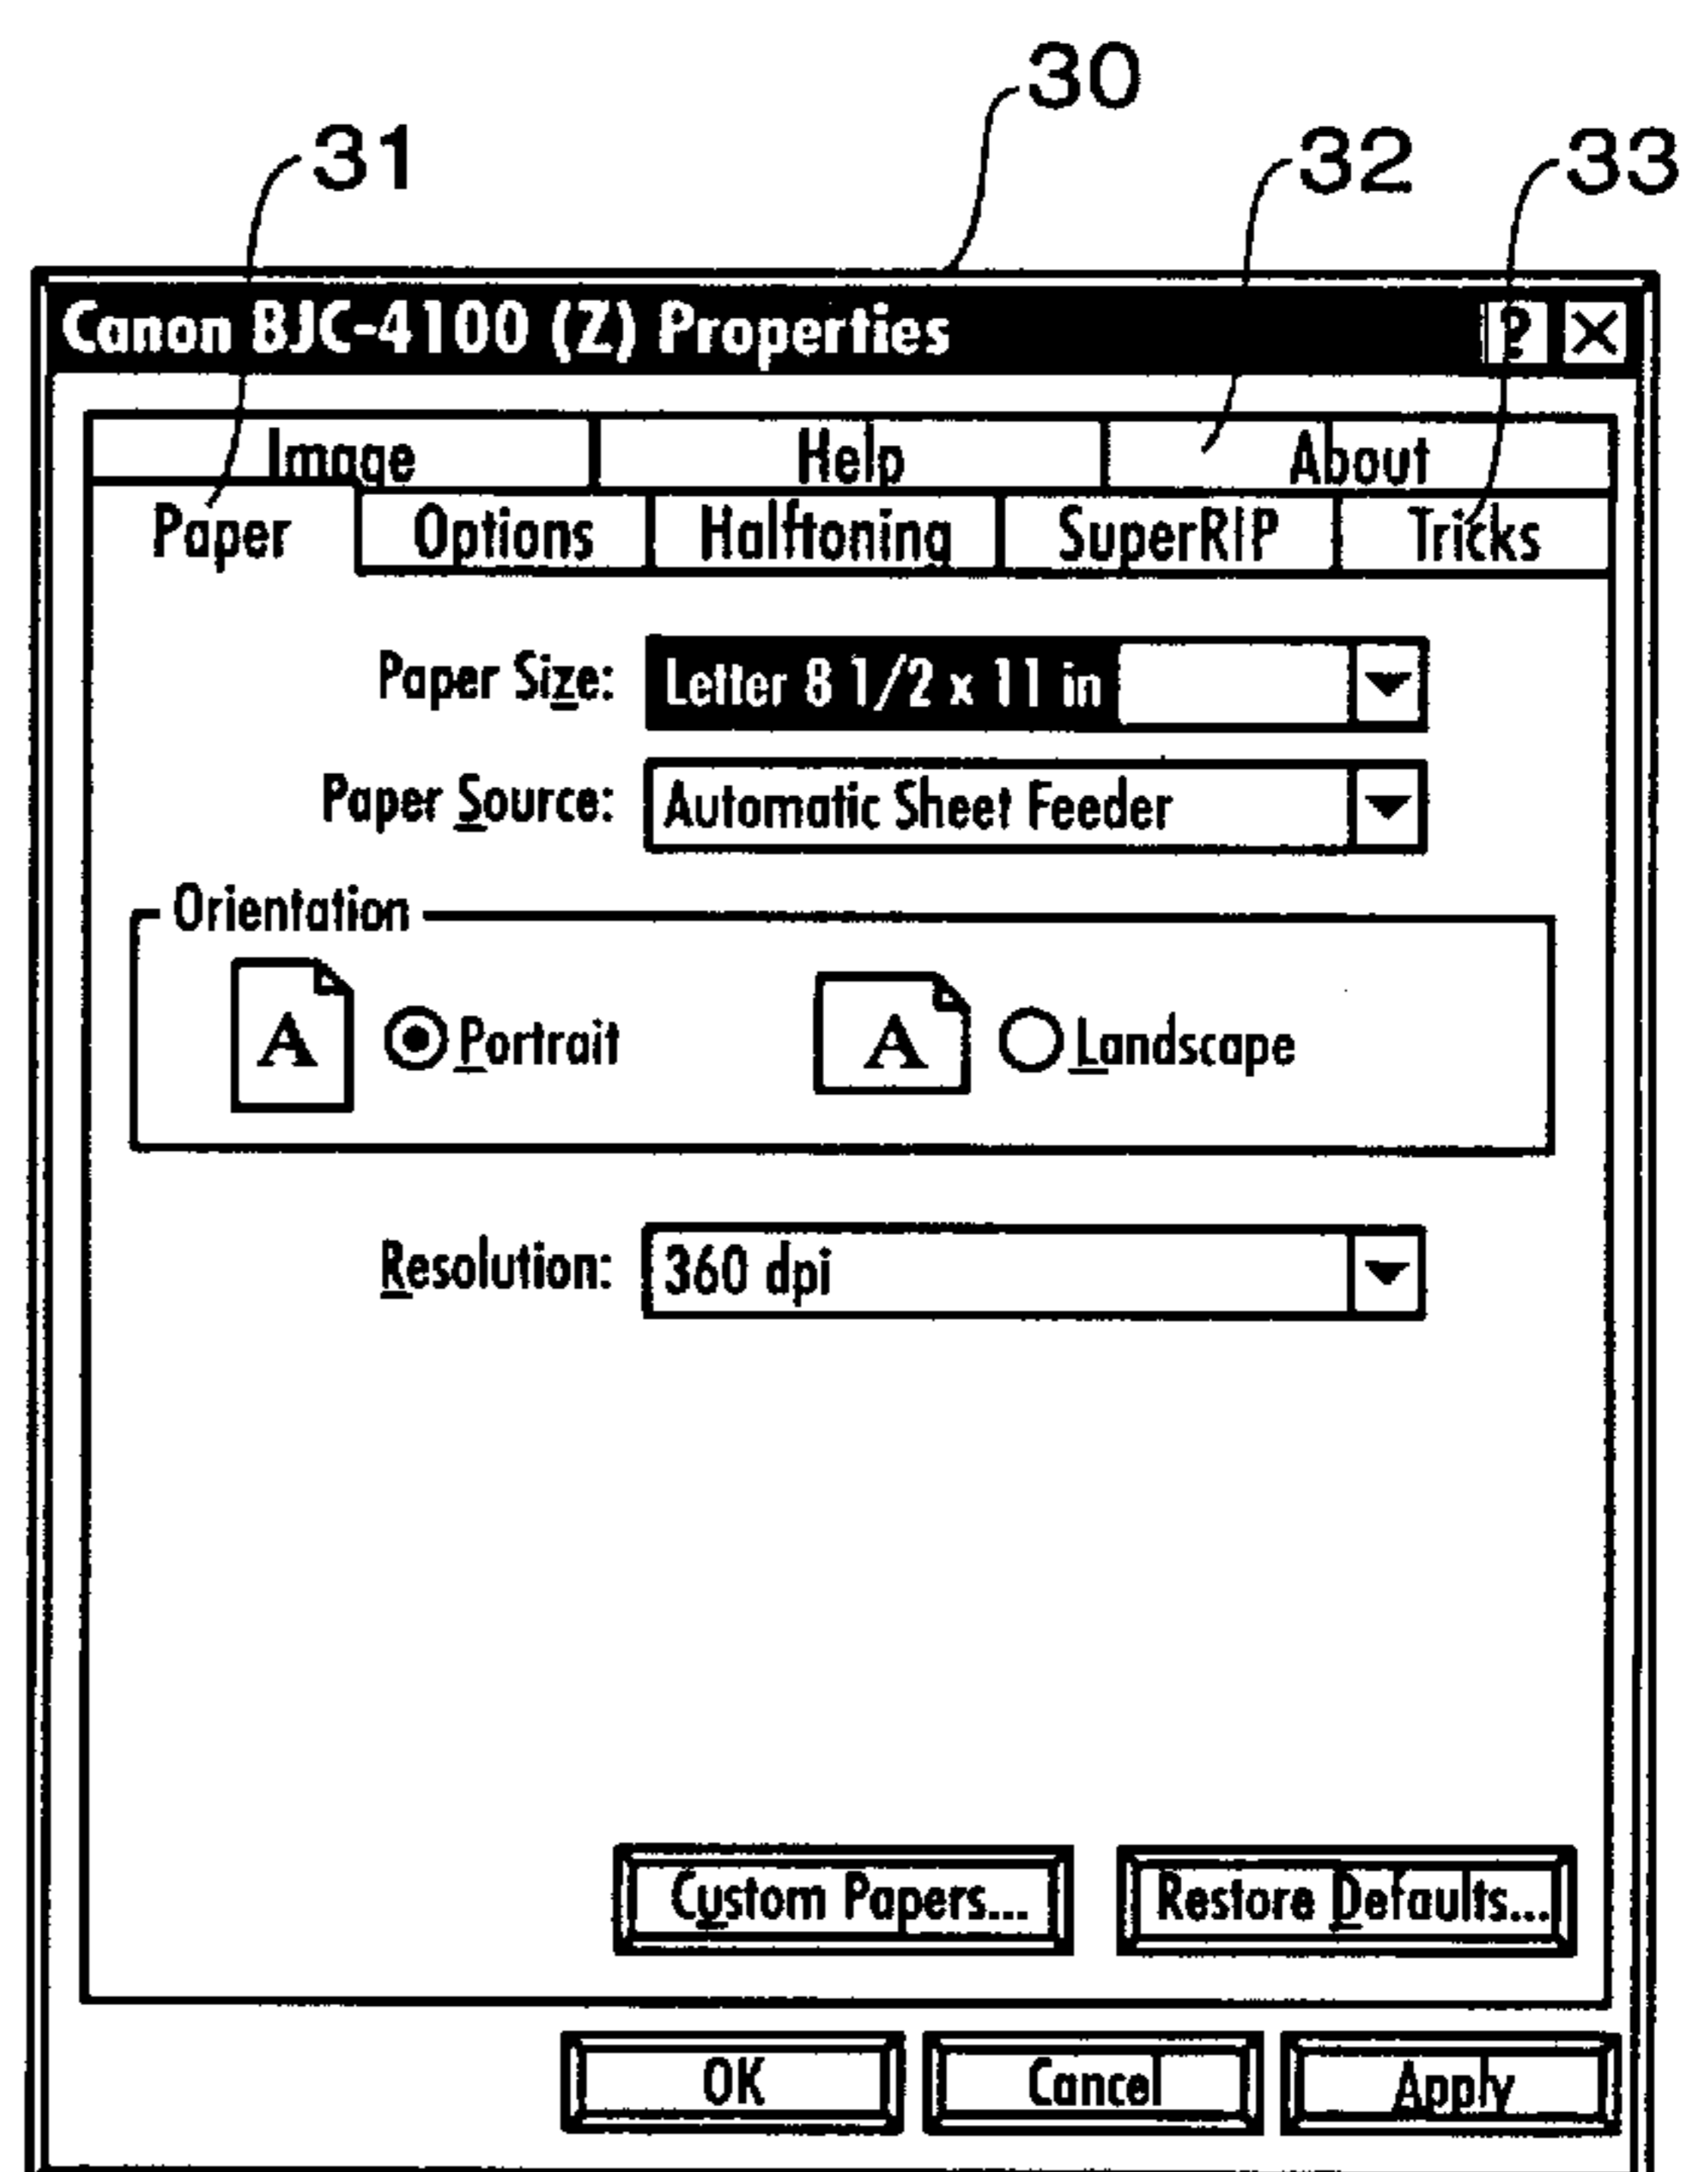 30
31 32 33
Canon BJC-4100 (Z) Properties ? X
Image Help About
Paper Options Halftoning SuperRIP Tricks
Paper Size: Letter 8 1/2 x 11 in
Paper Source: Automatic Sheet Feeder
Orientation
A Portrait A Landscape
Resolution: 360 dpi
Custom Papers... Restore Defaults...
OK Cancel Apply